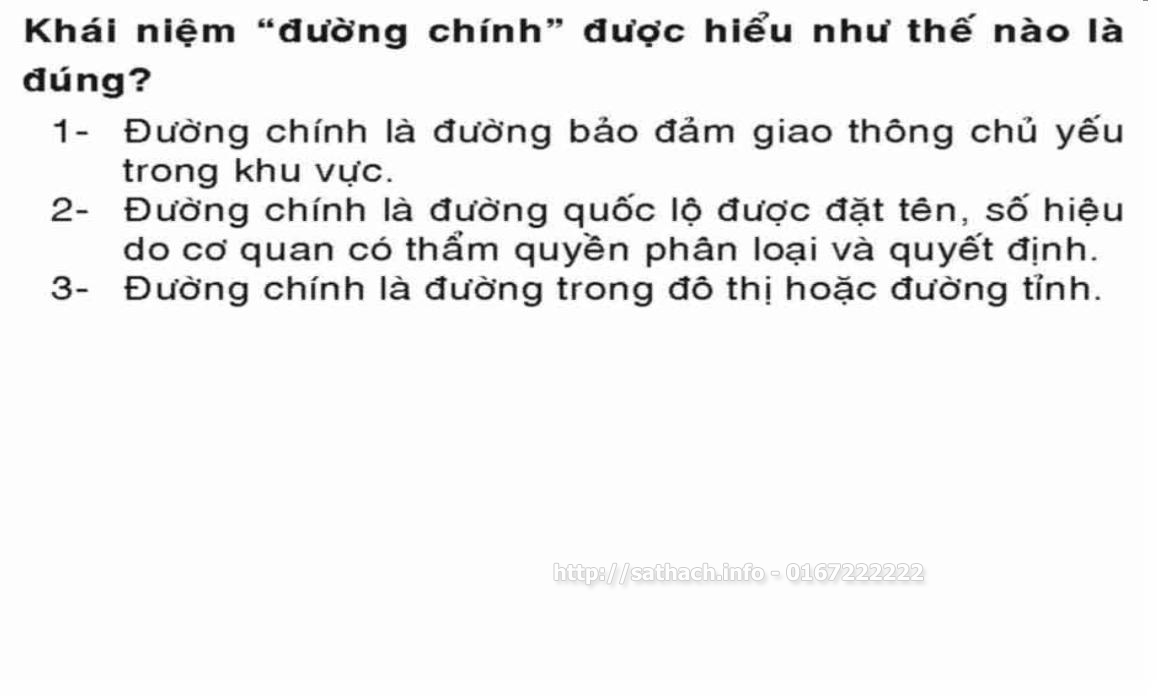 Khái niệm “đường chính” được hiểu như thế nào là
đúng?
1- Đường chính là đường bảo đảm giao thông chủ yếu
trong khu vực.
2- Đường chính là đường quốc lộ được đặt tên, số hiệu
do cơ quan có thẩm quyền phân loại và quyết định.
3- Đường chính là đường trong đô thị hoặc đường tỉnh.
http://sathach.info - 0167222222